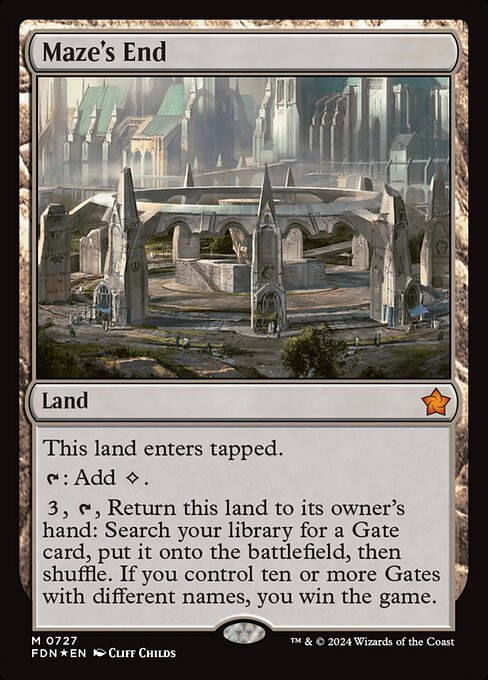 Maze's End
Land
This land enters tapped.
: Add .
3, , Return this land to its owner's
hand: Search your library for a Gate
card, put it onto the battlefield, then
shuffle. If you control ten or more Gates
with different names, you win the game.
M 0727
FDN★EN Cliff Childs
™ & © 2024 Wizards of the Coast